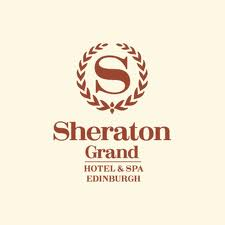 S
Sheraton
Grand
HOTEL & SPA
EDINBURGH